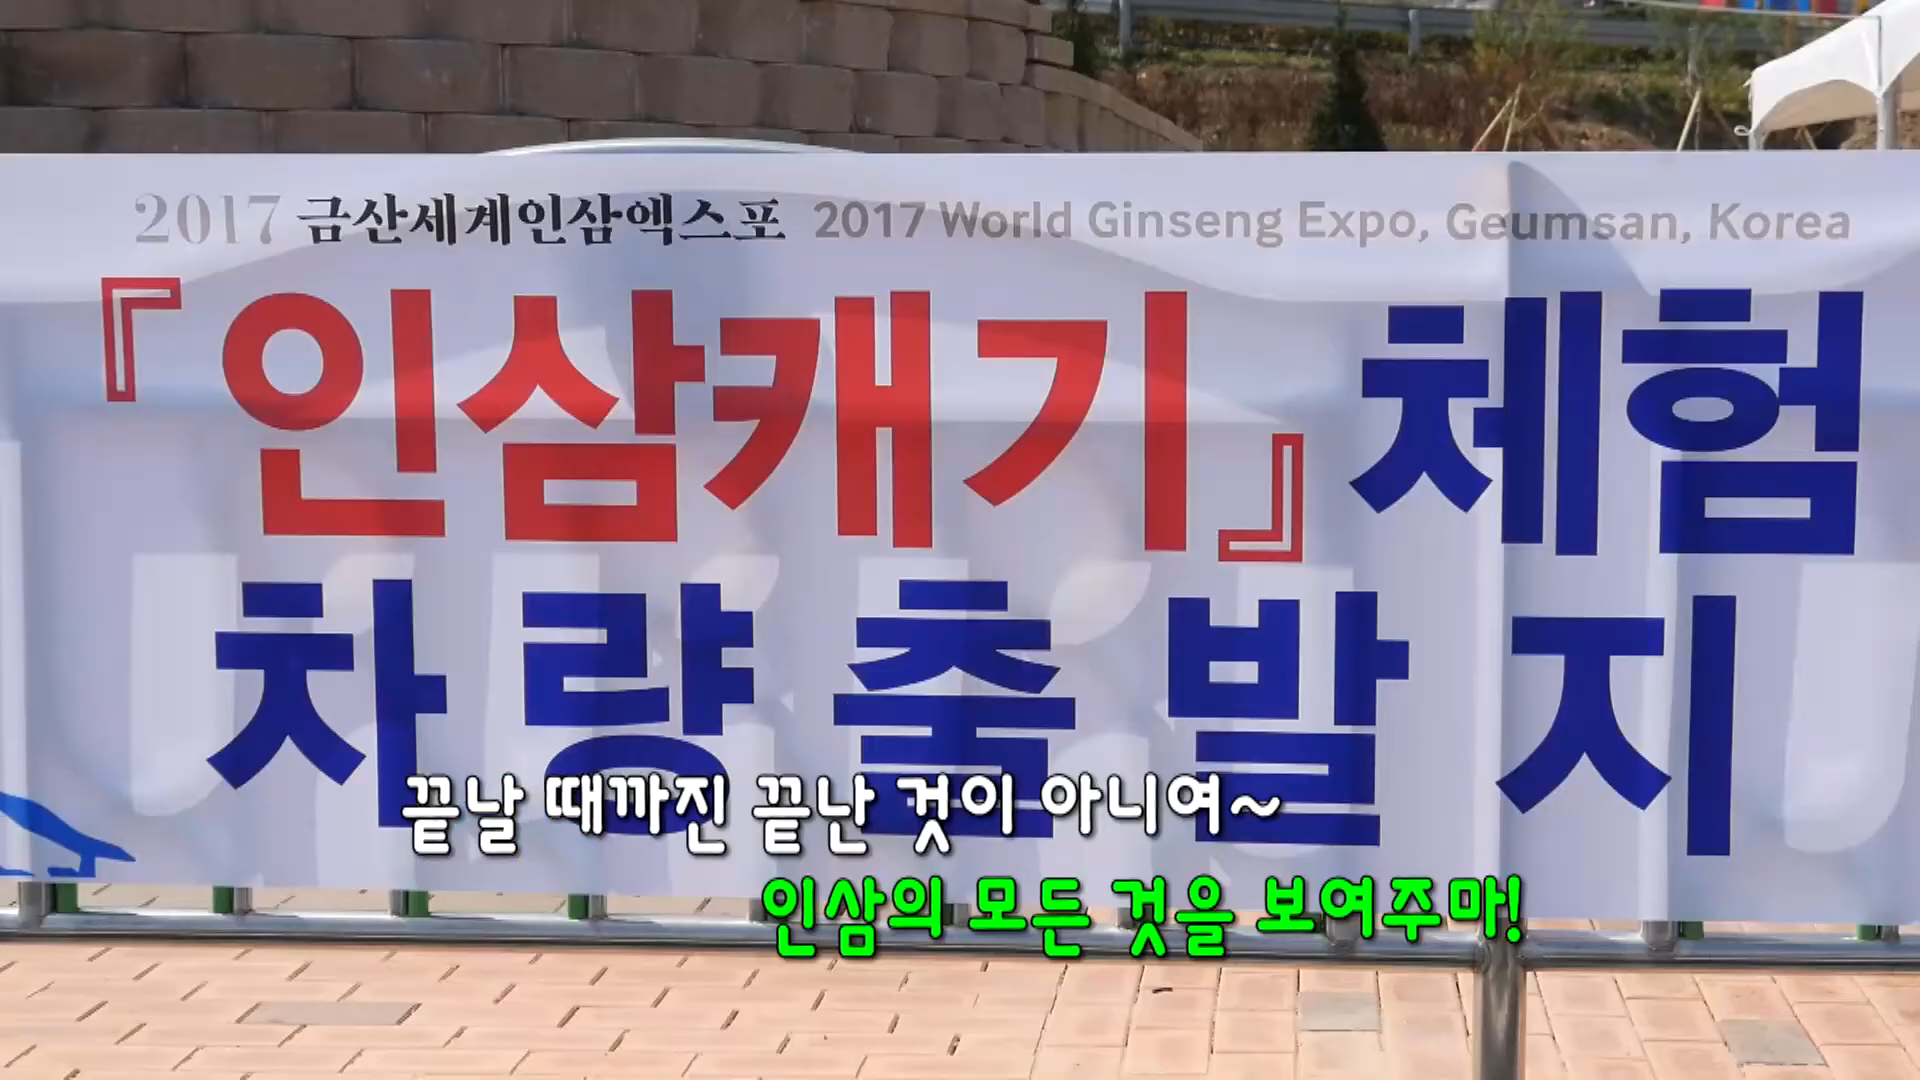 2017 금산세계인삼엑스포 2017 World Ginseng Expo, Geumsan, Korea
『인삼캐기』 체험
차량출발지
끝날 때까진 끝난 것이 아니여~
인삼의 모든 것을 보여주마!